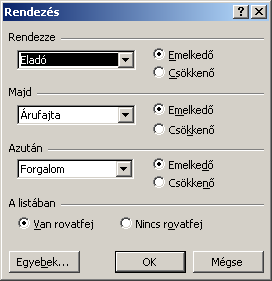 Rendezés
Rendezze
Eladó
Emelkedő
Csökkenő
Majd
Árufajta
Emelkedő
Csökkenő
Azután
Forgalom
Emelkedő
Csökkenő
A listában
Van rovatfej Nincs rovatfej
Egyebek... OK Mégse